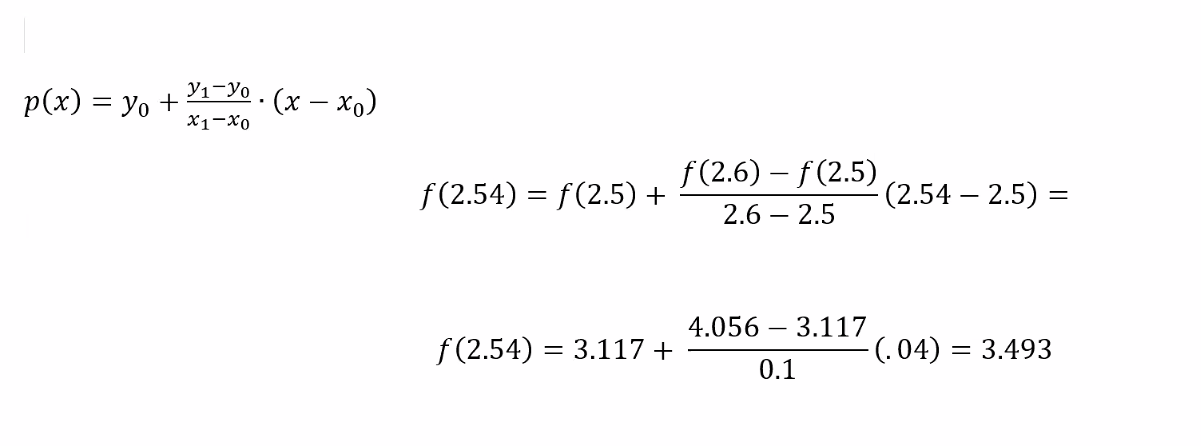 p(x) = y₀ + (y₁−y₀)/(x₁−x₀) · (x − x₀)
f(2.54) = f(2.5) + (f(2.6) − f(2.5))/(2.6 − 2.5) (2.54 − 2.5) =
f(2.54) = 3.117 + (4.056 − 3.117)/0.1 (.04) = 3.493